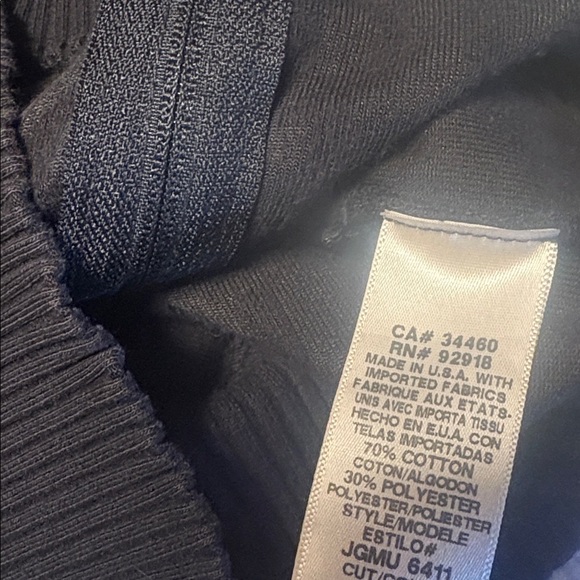 CA# 34460
RN# 92918
MADE IN U.S.A. WITH
IMPORTED FABRICS
FABRIQUE AUX ETATS-
UNIS AVEC IMPORTA TISSU
HECHO EN E.U.A. CON
TELAS IMPORTADAS
70% COTTON
COTON/ALGODON
30% POLYESTER
POLYESTER/POLIESTER
STYLE/MODELE
ESTILO#
JGMU 6411